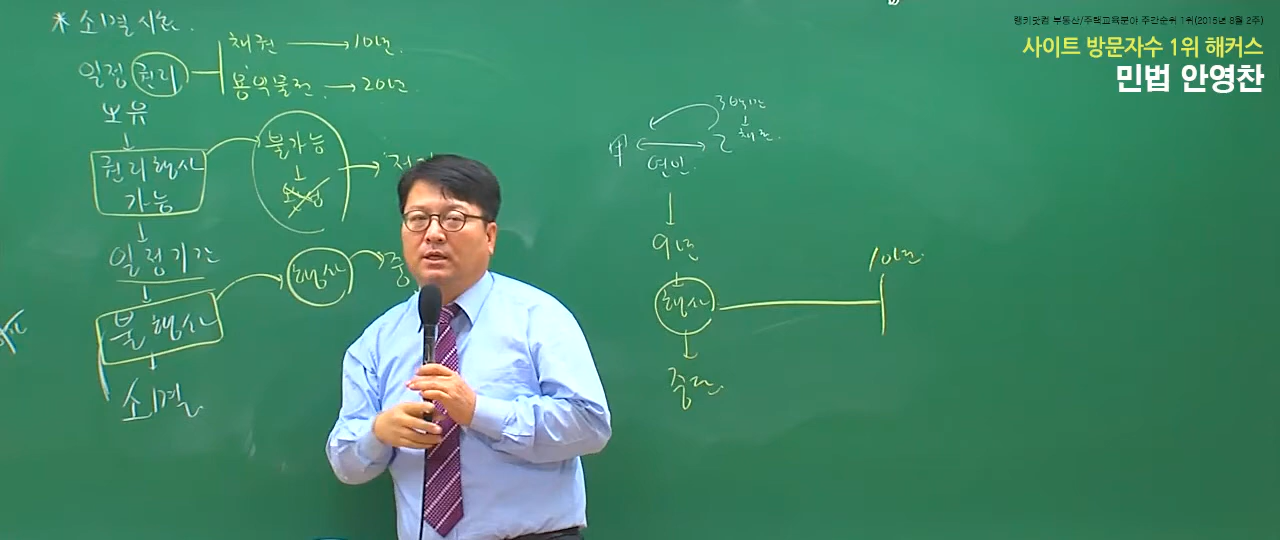 랭키닷컴 부동산/주택교육분야 주간순위 1위(2015년 8월 2주)
사이트 방문자수 1위 해커스
민법 안영찬
* 소멸시효.
채권 → 10년.
일정 권리
용익물권. → 20년.
보유
↓
불가능
권리행사
가능
↓
일정기간
행사
중
↓
불행사
↓
소멸
3백만
↓
甲 乙 채권.
연인.
↓
9년
↓
행사
10년.
↓
중단.